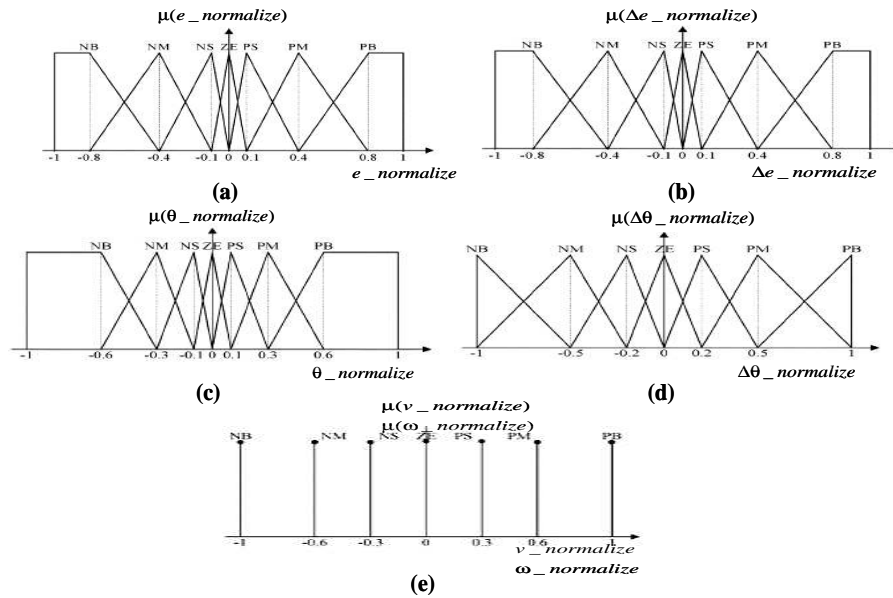 μ(e_normalize)
NB NM NS ZE PS PM PB
-1 -0.8 -0.4 -0.1 0 0.1 0.4 0.8 1
e_normalize
(a)
μ(Δe_normalize)
NB NM NS ZE PS PM PB
-1 -0.8 -0.4 -0.1 0 0.1 0.4 0.8 1
Δe_normalize
(b)
μ(θ_normalize)
NB NM NS ZE PS PM PB
-1 -0.6 -0.3 -0.1 0 0.1 0.3 0.6 1
θ_normalize
(c)
μ(Δθ_normalize)
NB NM NS ZE PS PM PB
-1 -0.5 -0.2 0 0.2 0.5 1
Δθ_normalize
(d)
μ(v_normalize)
μ(ω_normalize)
NB NM NS ZE PS PM PB
-1 -0.6 -0.3 0 0.3 0.6 1
v_normalize
ω_normalize
(e)